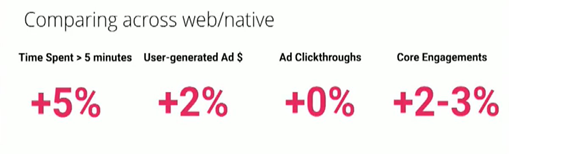 Comparing across web/native
Time Spent > 5 minutes User-generated Ad $ Ad Clickthroughs Core Engagements
+5% +2% +0% +2-3%